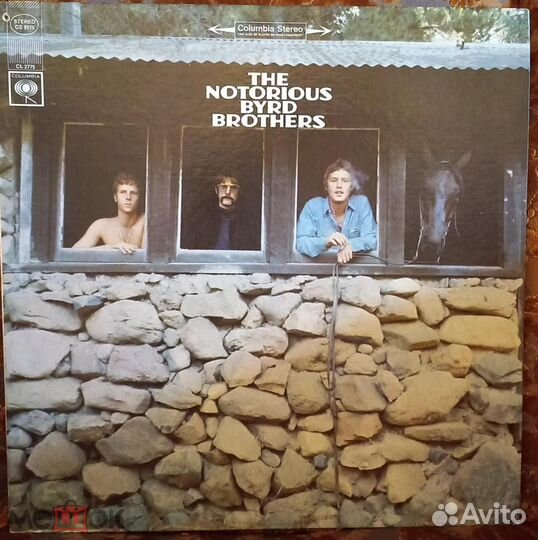 STEREO
CS 9575
CL 2775
COLUMBIA
Columbia Stereo
THE
NOTORIOUS
BYRD
BROTHERS
Avito